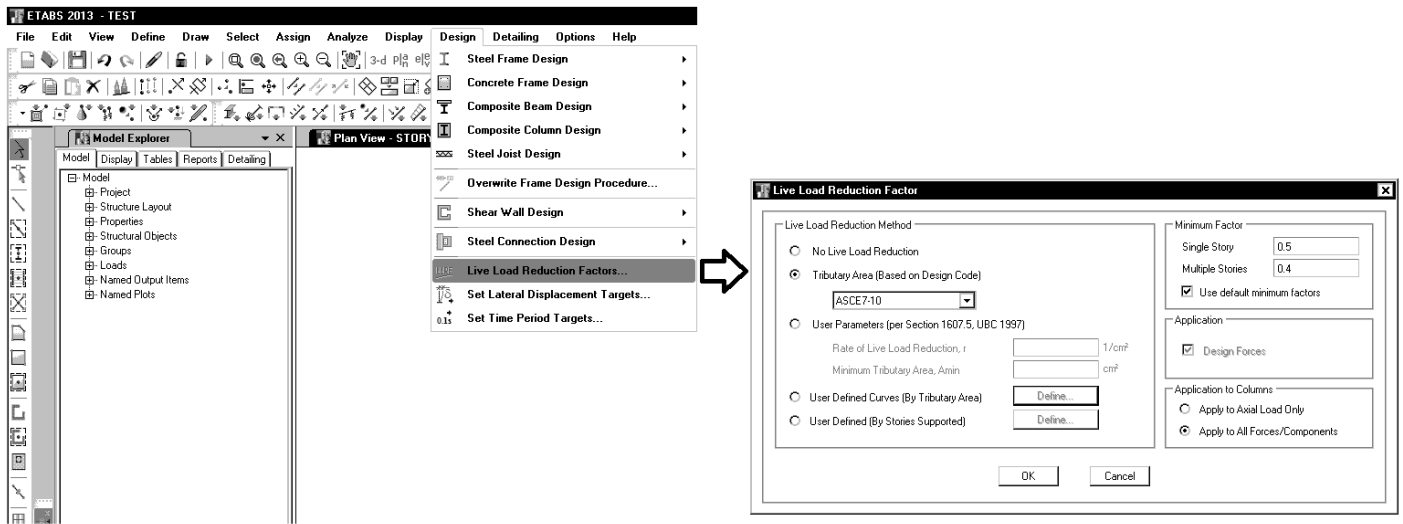 ETABS 2013 - TEST
File Edit View Define Draw Select Assign Analyze Display Design Detailing Options Help
3-d
Steel Frame Design
Concrete Frame Design
Composite Beam Design
Composite Column Design
Steel Joist Design
Overwrite Frame Design Procedure...
Shear Wall Design
Steel Connection Design
Live Load Reduction Factors...
Set Lateral Displacement Targets...
0.1s Set Time Period Targets...
Model Explorer
Plan View - STORY
Model Display Tables Reports Detailing
Model
Project
Structure Layout
Properties
Structural Objects
Groups
Loads
Named Output Items
Named Plots
Live Load Reduction Factor
Live Load Reduction Method
No Live Load Reduction
Tributary Area (Based on Design Code)
ASCE7-10
User Parameters (per Section 1607.5, UBC 1997)
Rate of Live Load Reduction, r 1/cm²
Minimum Tributary Area, Amin cm²
User Defined Curves (By Tributary Area) Define...
User Defined (By Stories Supported) Define...
Minimum Factor
Single Story 0.5
Multiple Stories 0.4
Use default minimum factors
Application
Design Forces
Application to Columns
Apply to Axial Load Only
Apply to All Forces/Components
OK Cancel